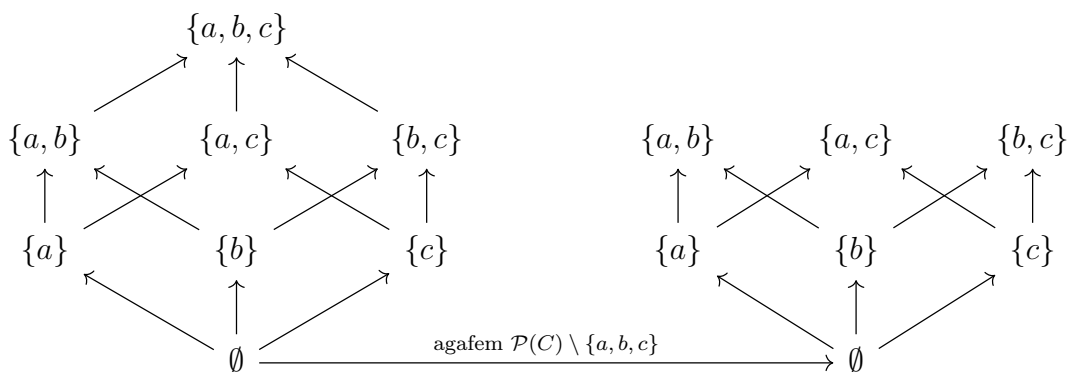 {a, b, c}
{a, b} {a, c} {b, c} {a, b} {a, c} {b, c}
{a} {b} {c} {a} {b} {c}
∅ agafem 𝒫(C) \ {a, b, c} ∅